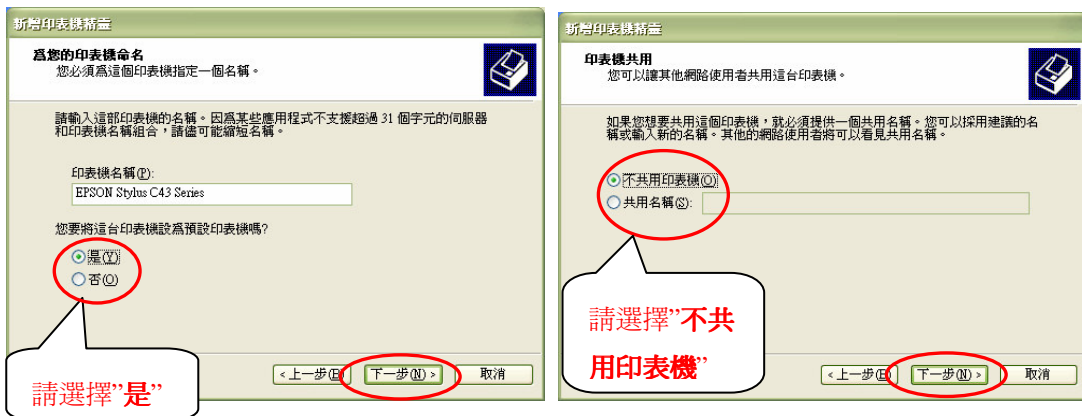 新增印表機精靈
為您的印表機命名
您必須為這個印表機指定一個名稱。
請輸入這部印表機的名稱。因為某些應用程式不支援超過 31 個字元的伺服器
和印表機名稱組合，請儘可能縮短名稱。
印表機名稱(P):
EPSON Stylus C43 Series
您要將這台印表機設為預設印表機嗎?
是(Y)
否(O)
<上一步(B)
下一步(N) >
取消
請選擇”是”
新增印表機精靈
印表機共用
您可以讓其他網路使用者共用這台印表機。
如果您想要共用這個印表機，就必須提供一個共用名稱。您可以採用建議的名
稱或輸入新的名稱。其他的網路使用者將可以看見共用名稱。
不共用印表機(O)
共用名稱(S):
請選擇”不共
用印表機”
<上一步(B)
下一步(N) >
取消